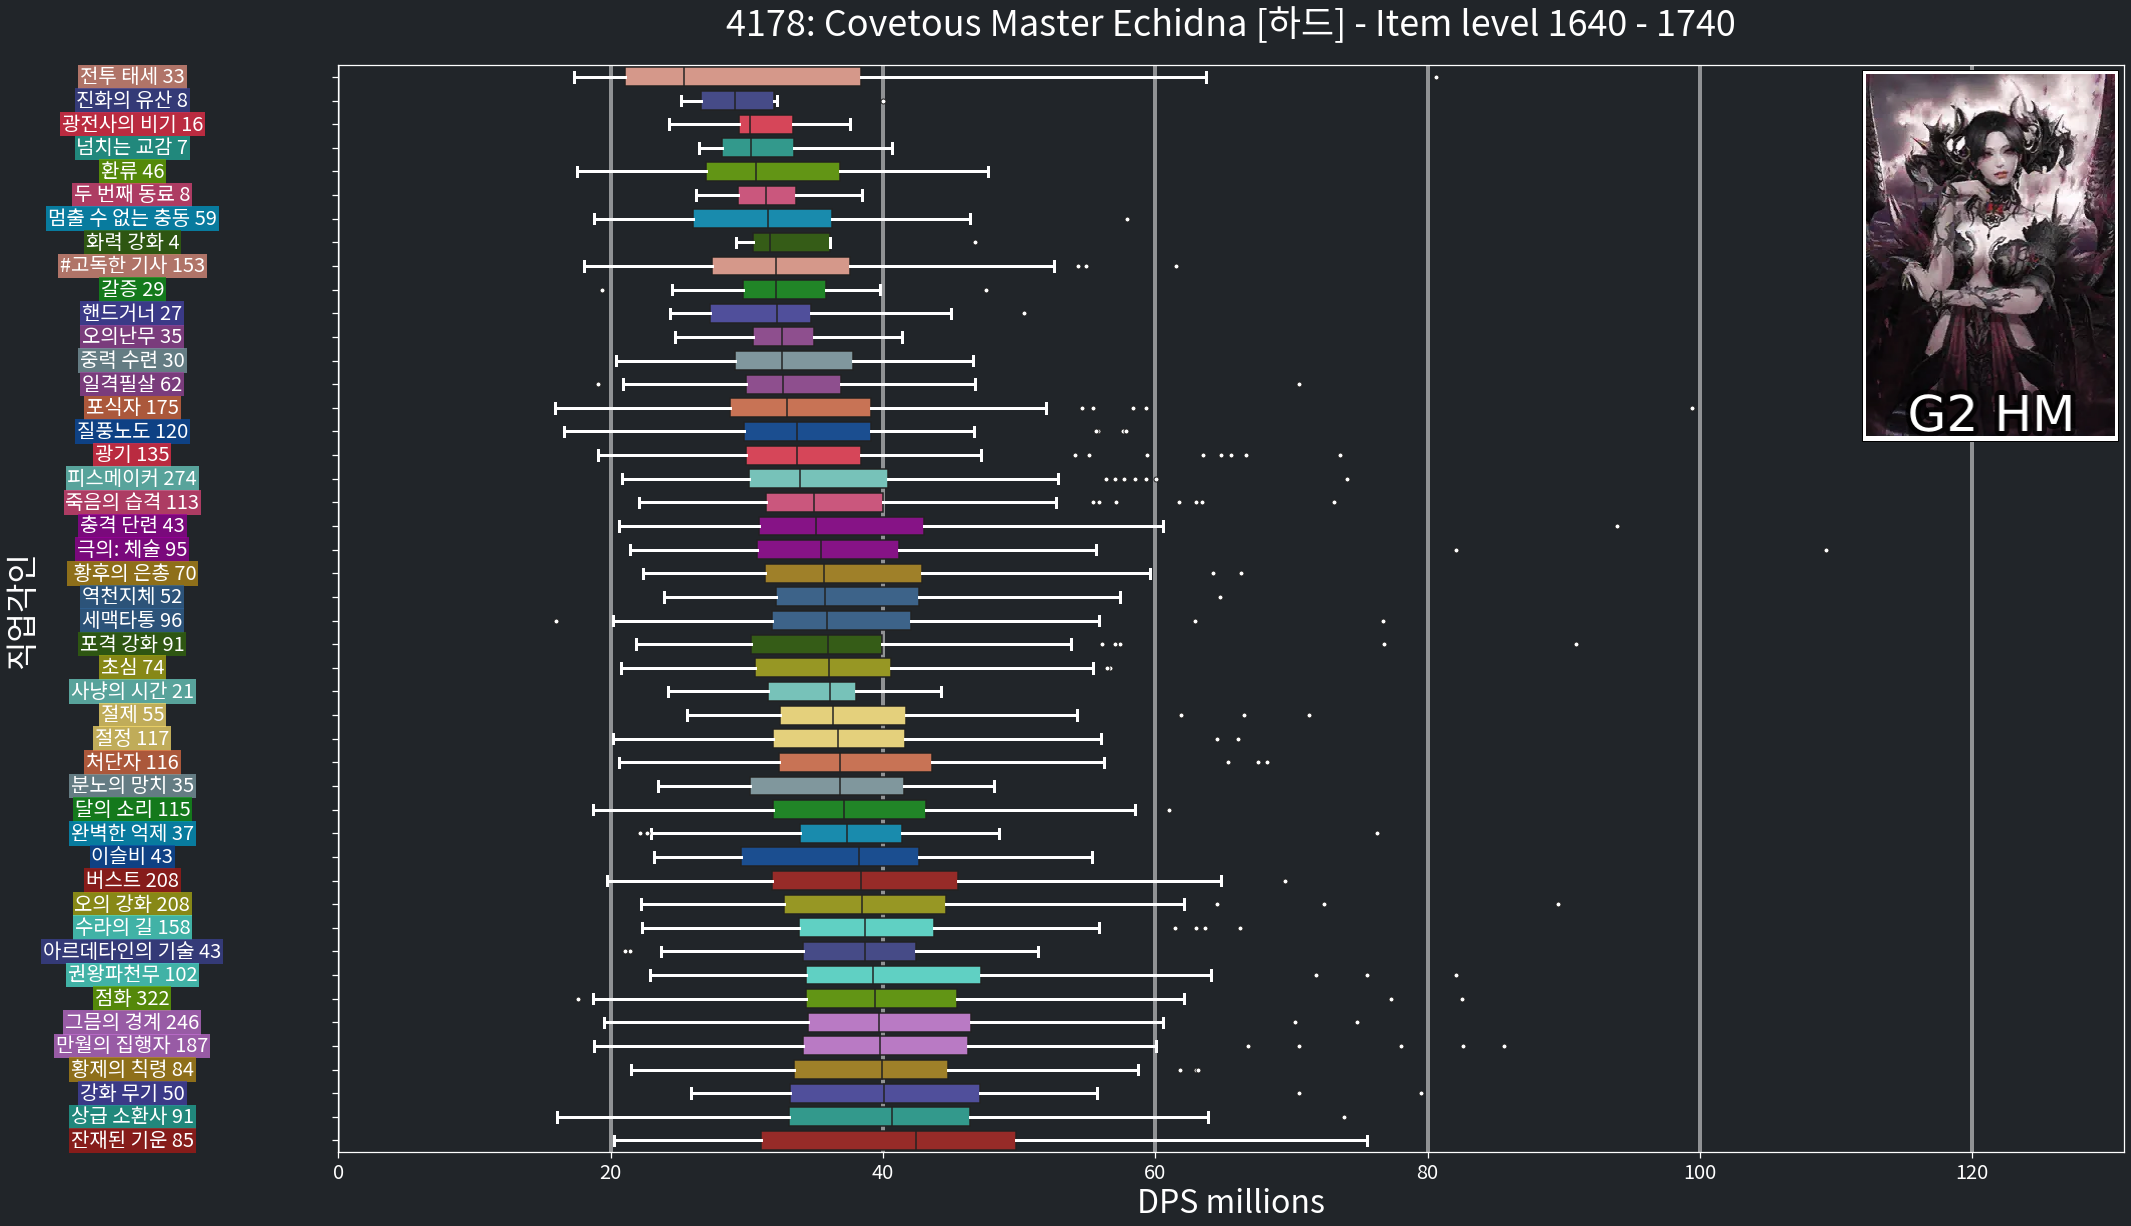 4178: Covetous Master Echidna [하드] - Item level 1640 - 1740
전투 태세 33
진화의 유산 8
광전사의 비기 16
넘치는 교감 7
환류 46
두 번째 동료 8
멈출 수 없는 충동 59
화력 강화 4
#고독한 기사 153
갈증 29
핸드거너 27
오의난무 35
중력 수련 30
일격필살 62
포식자 175
질풍노도 120
광기 135
피스메이커 274
죽음의 습격 113
충격 단련 43
극의: 체술 95
황후의 은총 70
역천지체 52
세맥타통 96
포격 강화 91
초심 74
사냥의 시간 21
절제 55
절정 117
처단자 116
분노의 망치 35
달의 소리 115
완벽한 억제 37
이슬비 43
버스트 208
오의 강화 208
수라의 길 158
아르데타인의 기술 43
권왕파천무 102
점화 322
그믐의 경계 246
만월의 집행자 187
황제의 칙령 84
강화 무기 50
상급 소환사 91
잔재된 기운 85
직업각인
G2 HM
0 20 40 60 80 100 120
DPS millions